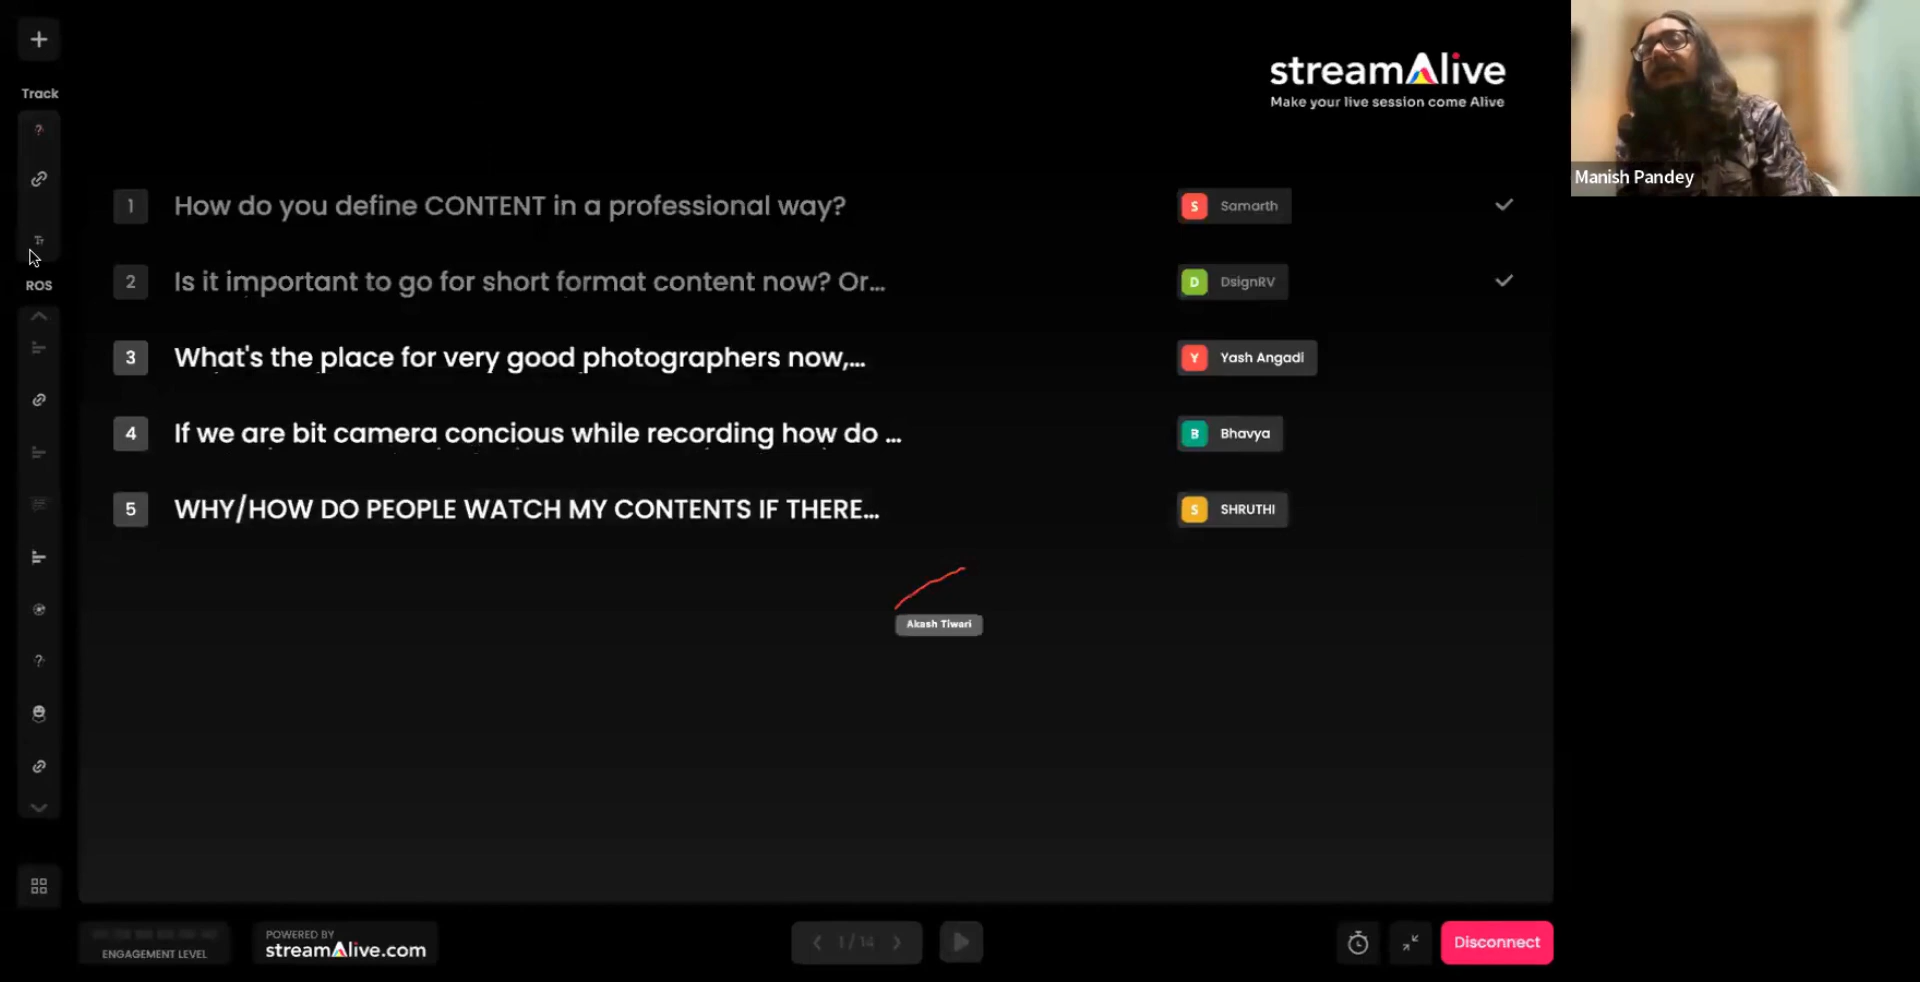 Track
ROS
streamAlive
Make your live session come Alive
Manish Pandey
1 How do you define CONTENT in a professional way? S Samarth
2 Is it important to go for short format content now? Or... D DsignRV
3 What's the place for very good photographers now,... Y Yash Angadi
4 If we are bit camera concious while recording how do ... B Bhavya
5 WHY/HOW DO PEOPLE WATCH MY CONTENTS IF THERE... S SHRUTHI
Akash Tiwari
ENGAGEMENT LEVEL
POWERED BY
streamAlive.com
1 / 14
Disconnect